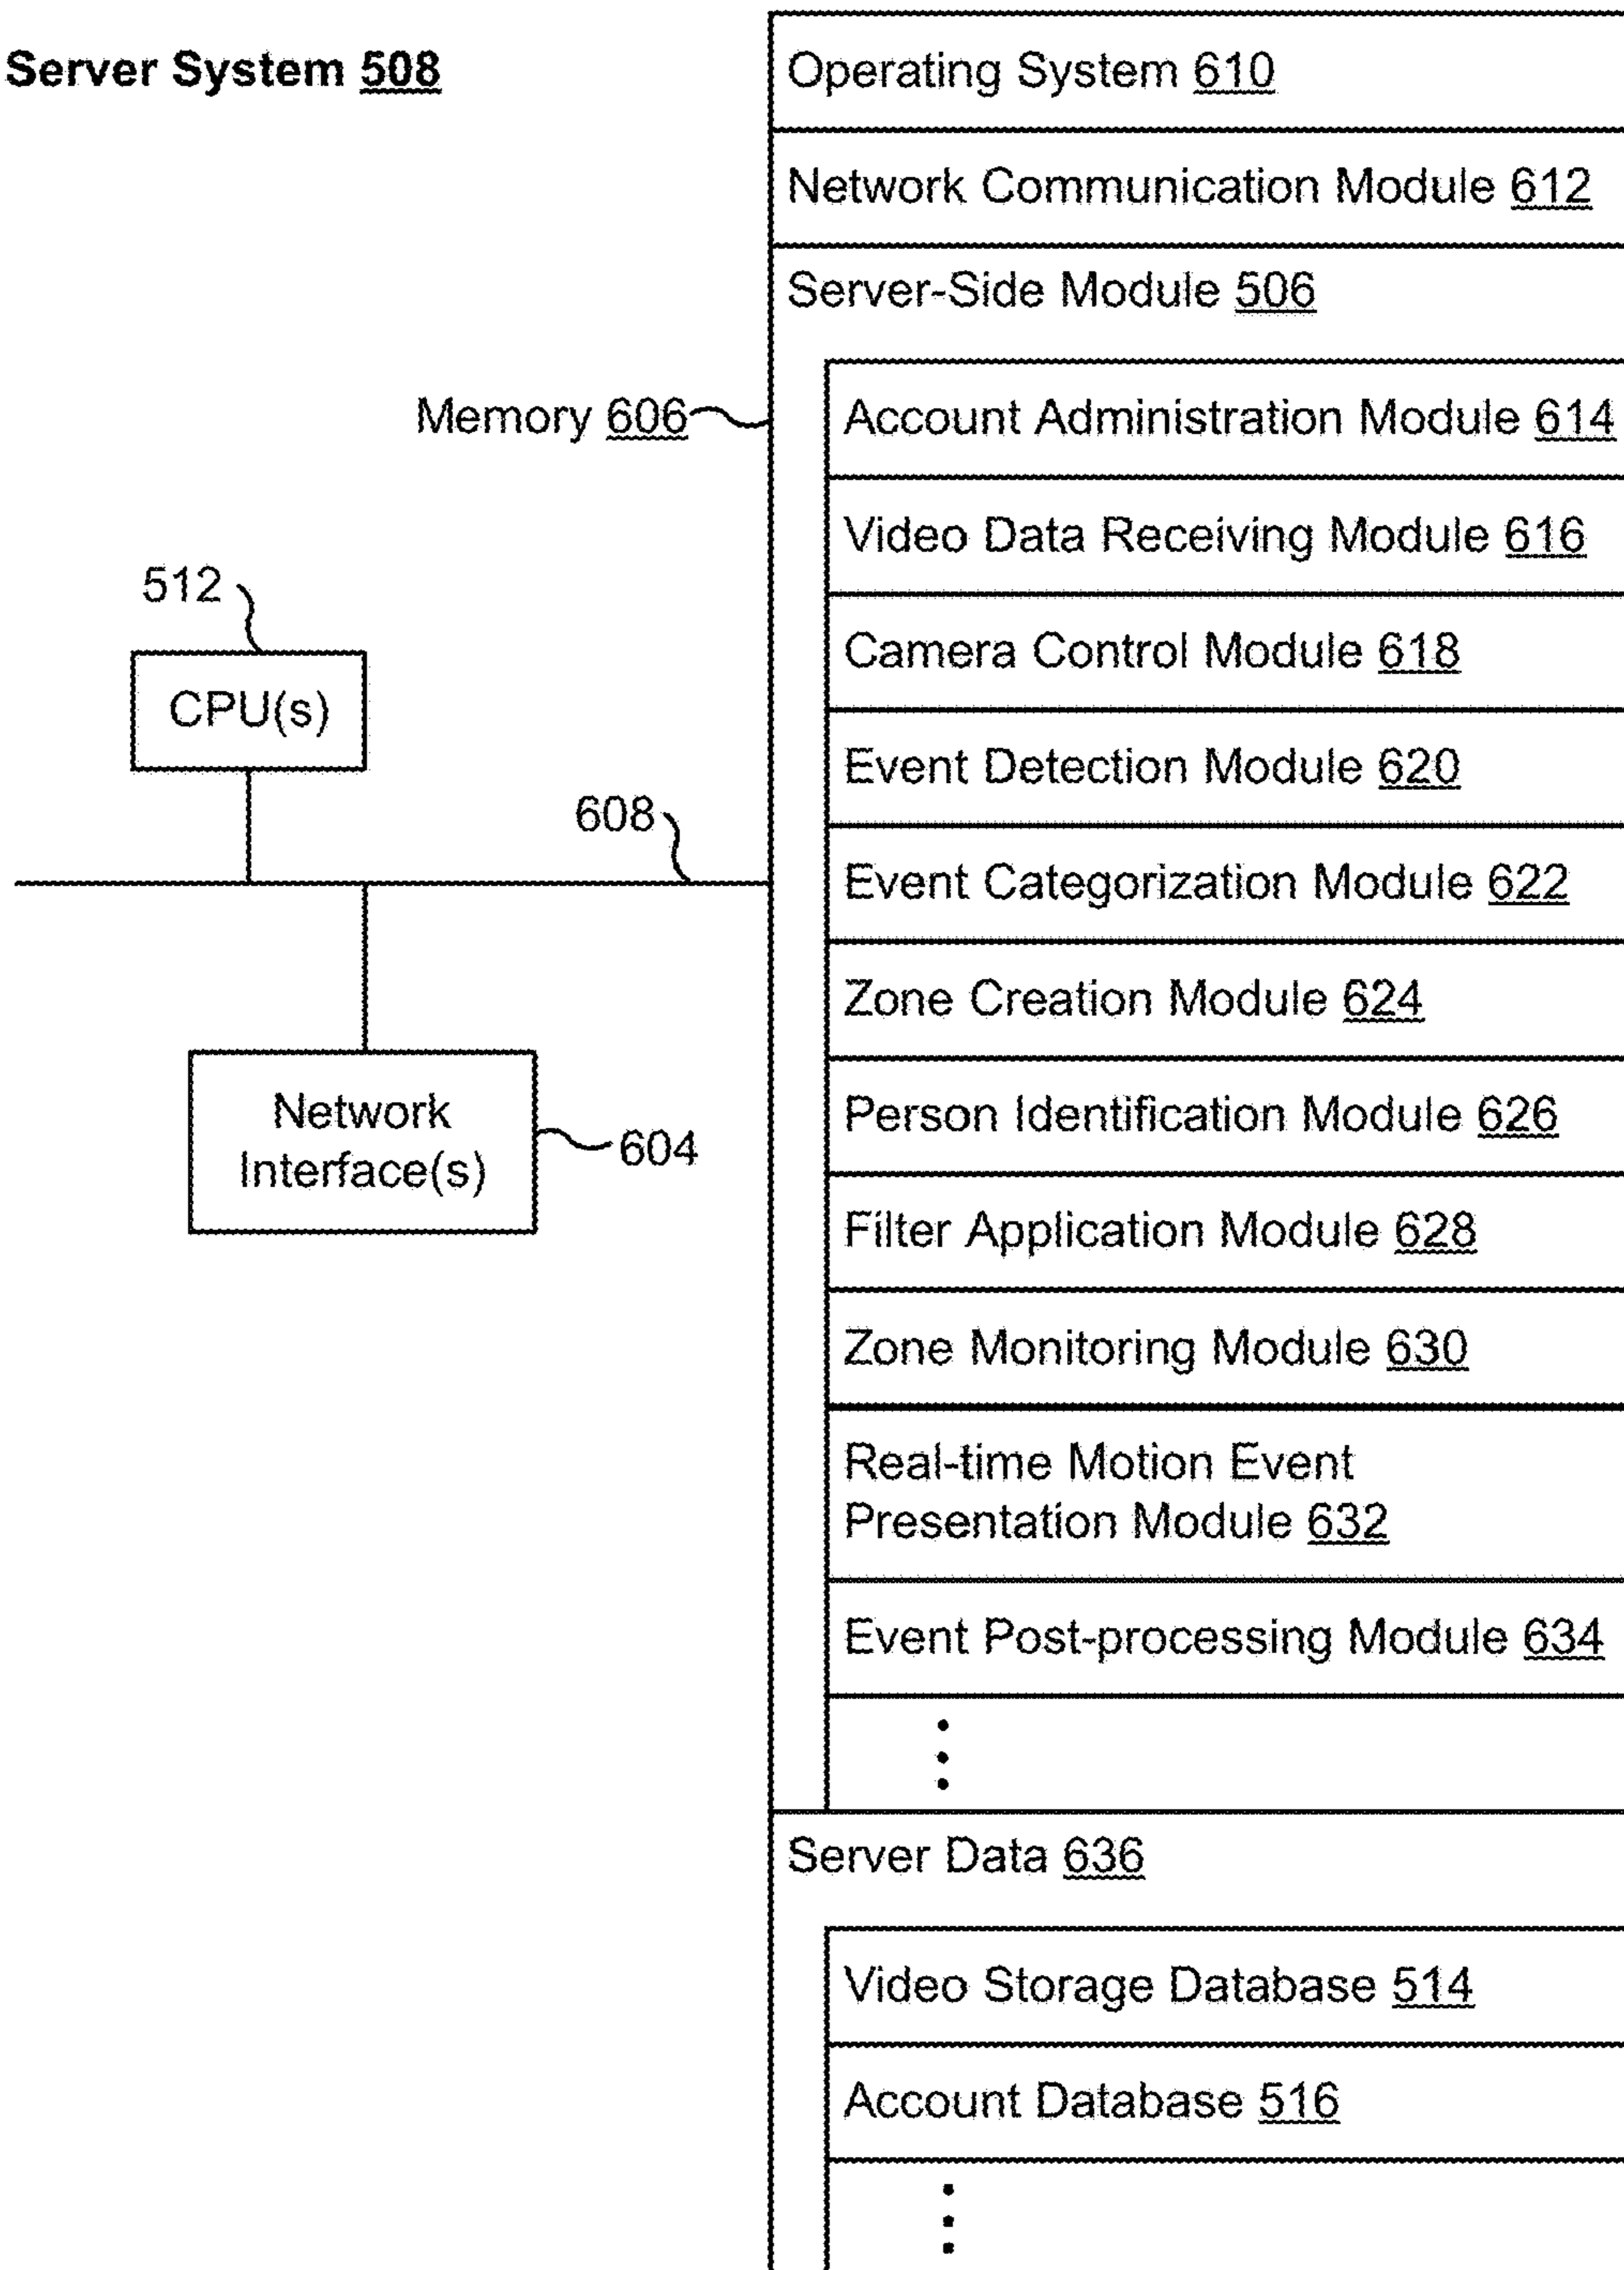 Server System 508
Operating System 610
Network Communication Module 612
Server-Side Module 506
Memory 606
Account Administration Module 614
Video Data Receiving Module 616
512
CPU(s)
Camera Control Module 618
Event Detection Module 620
608
Event Categorization Module 622
Zone Creation Module 624
Network
Interface(s)
604
Person Identification Module 626
Filter Application Module 628
Zone Monitoring Module 630
Real-time Motion Event
Presentation Module 632
Event Post-processing Module 634
Server Data 636
Video Storage Database 514
Account Database 516